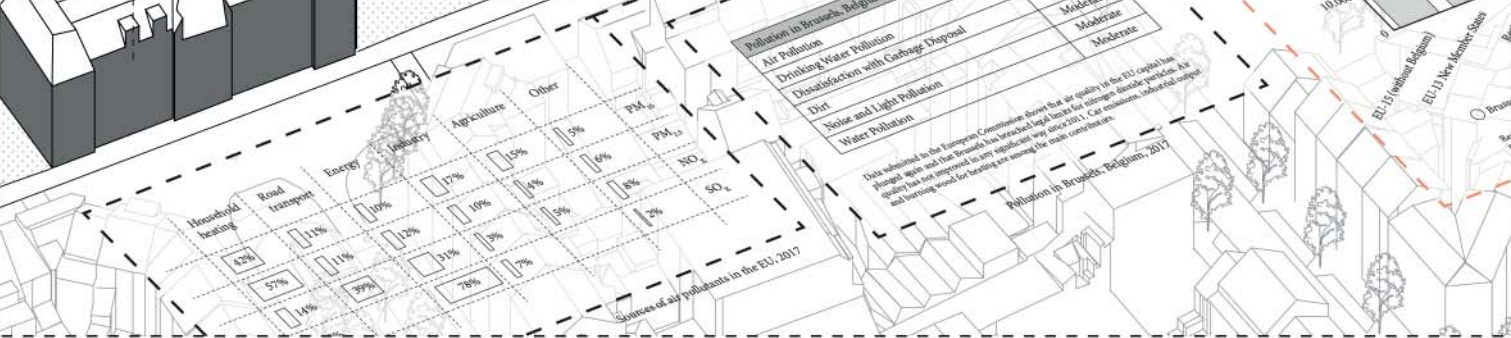 Household heating
Road transport
Energy
Industry
Agriculture
Other
42% 11% 10% 17% 15% 5% PM10
57% 11% 12% 10% 4% 6% PM2.5
14% 39% 31% 3% 5% 8% NOx
78% 7% 2% SOx
Sources of air pollutants in the EU, 2017
Pollution in Brussels,
Air Pollution
Drinking Water Pollution
Dissatisfaction with Garbage Disposal
Dirt
Noise and Light Pollution Moderate
Water Pollution Moderate
Data submitted to the European Commission shows that air quality in the EU capital has
plunged again and that Brussels has breached legal limits for nitrogen dioxide particles. Air
quality has not improved in any significant way since 2011. Car emissions, industrial output
and burning wood for heating are among the main contributors.
Pollution in Brussels, Belgium, 2017
0
EU-15 (without Belgium)
EU-13 New Member States